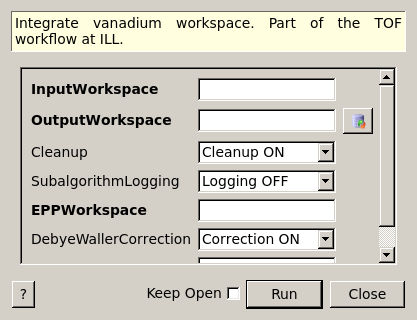 Integrate vanadium workspace. Part of the TOF
workflow at ILL.
InputWorkspace
OutputWorkspace
Cleanup Cleanup ON
SubalgorithmLogging Logging OFF
EPPWorkspace
DebyeWallerCorrection Correction ON
? Keep Open Run Close